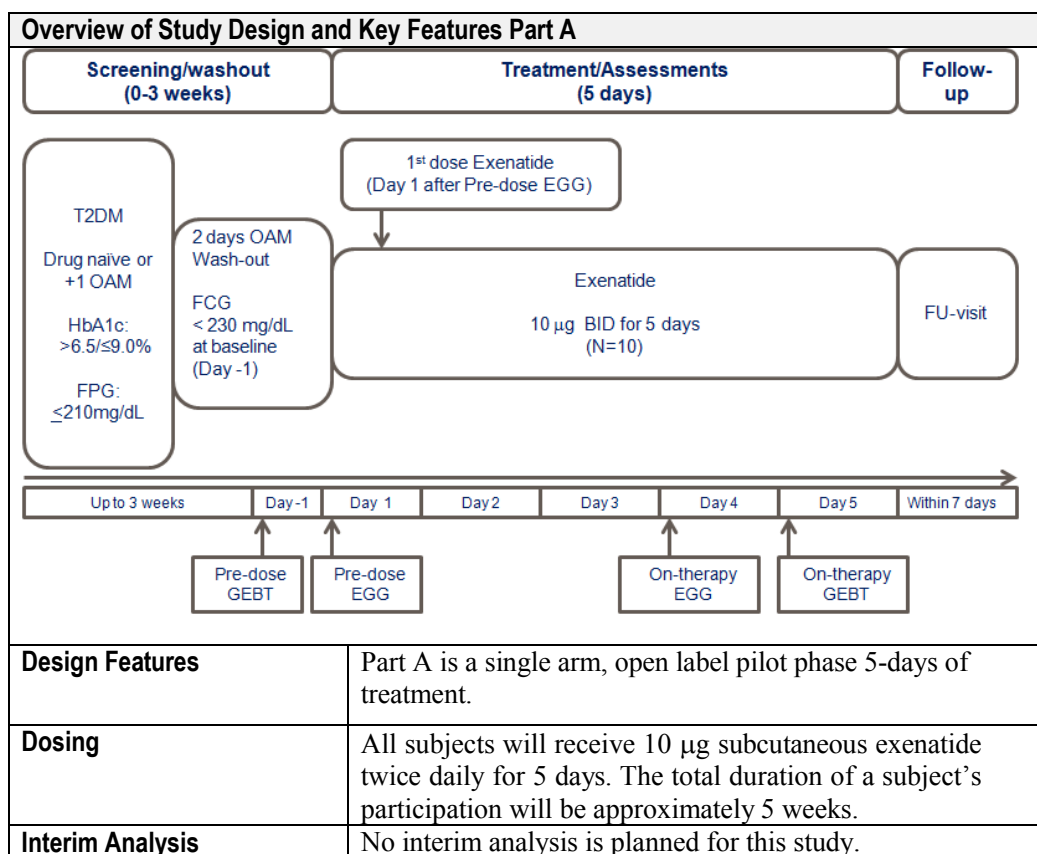 Overview of Study Design and Key Features Part A
Screening/washout
(0-3 weeks)
Treatment/Assessments
(5 days)
Follow-
up
1st dose Exenatide
(Day 1 after Pre-dose EGG)
T2DM
Drug naïve or
+1 OAM
HbA1c:
>6.5/≤9.0%
FPG:
≤210mg/dL
2 days OAM
Wash-out
FCG
< 230 mg/dL
at baseline
(Day -1)
Exenatide
10 μg BID for 5 days
(N=10)
FU-visit
Up to 3 weeks Day -1 Day 1 Day 2 Day 3 Day 4 Day 5 Within 7 days
Pre-dose
GEBT
Pre-dose
EGG
On-therapy
EGG
On-therapy
GEBT
Design Features
Part A is a single arm, open label pilot phase 5-days of
treatment.
Dosing
All subjects will receive 10 μg subcutaneous exenatide
twice daily for 5 days. The total duration of a subject's
participation will be approximately 5 weeks.
Interim Analysis
No interim analysis is planned for this study.